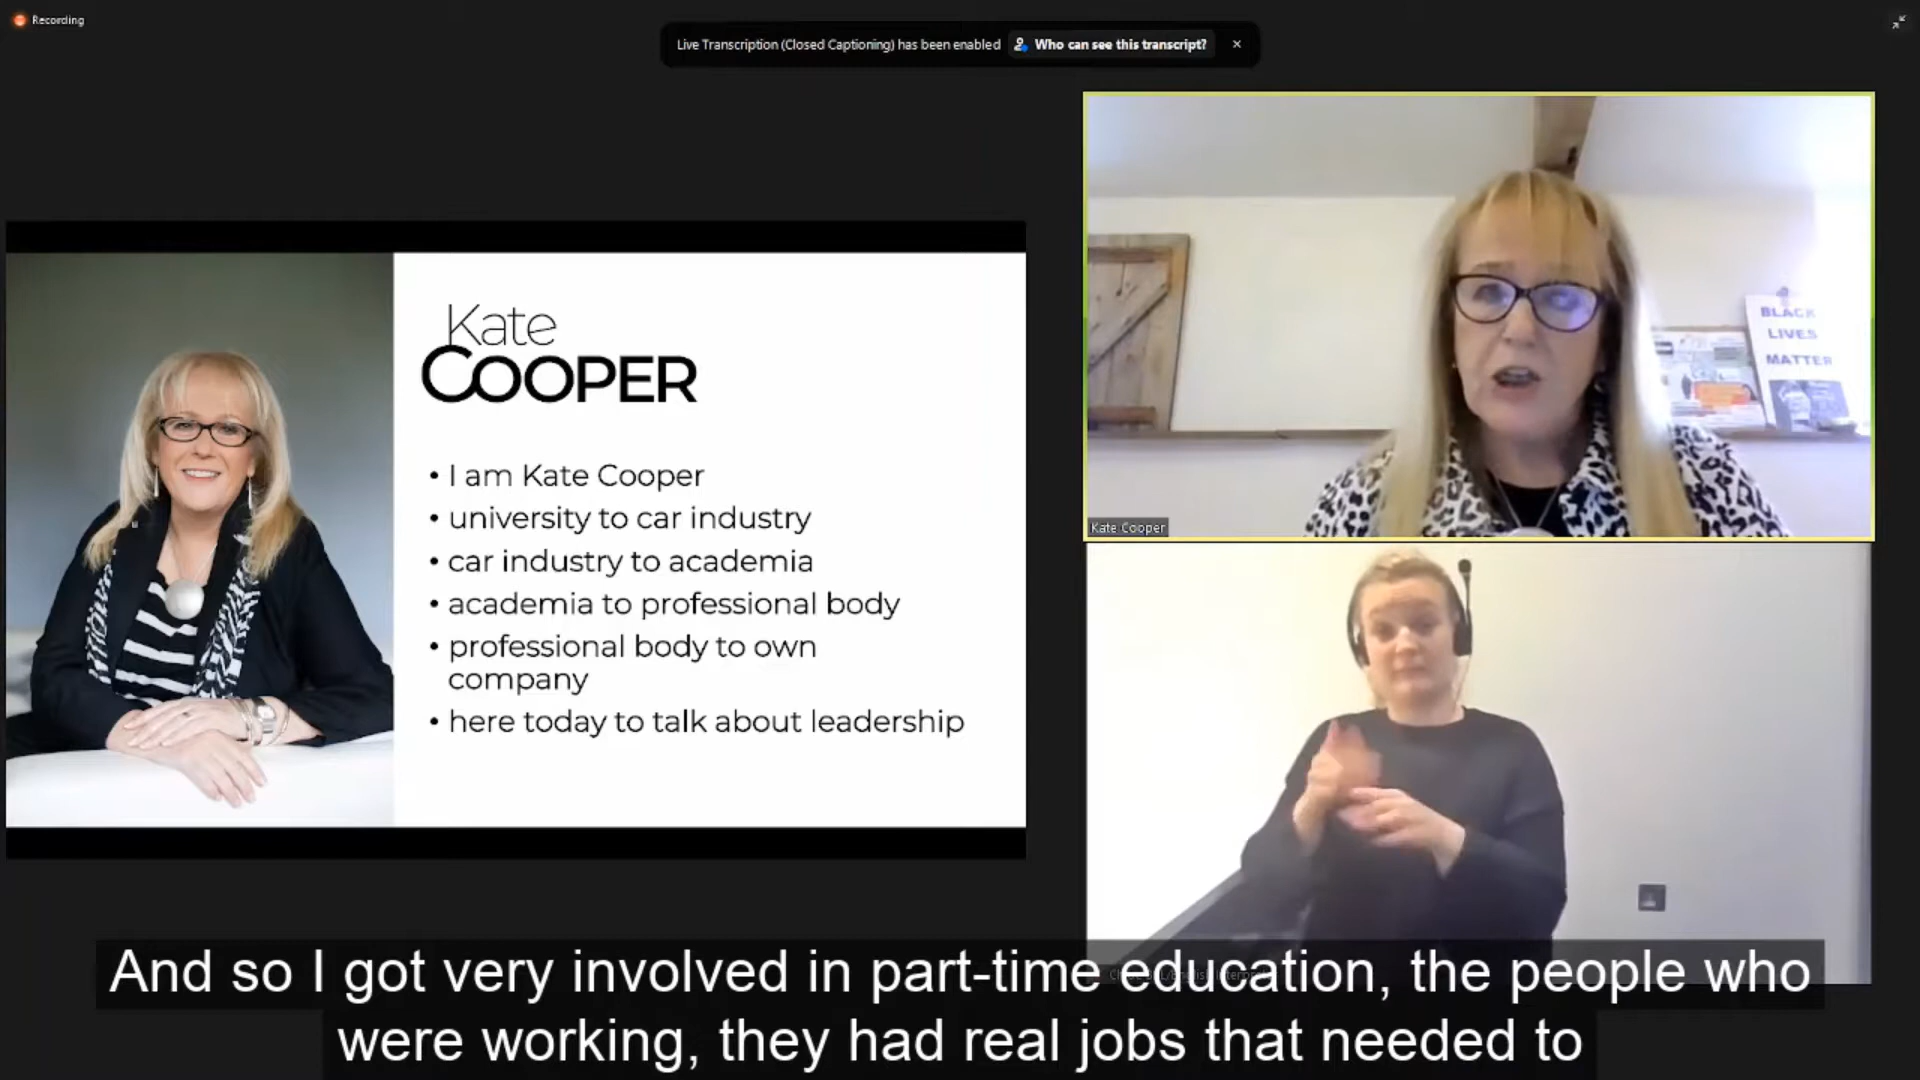 Recording
Live Transcription (Closed Captioning) has been enabled
Who can see this transcript?
Kate
COOPER
• I am Kate Cooper
• university to car industry
• car industry to academia
• academia to professional body
• professional body to own
company
• here today to talk about leadership
BLACK
LIVES
MATTER
Kate Cooper
And so I got very involved in part-time education, the people who
were working, they had real jobs that needed to